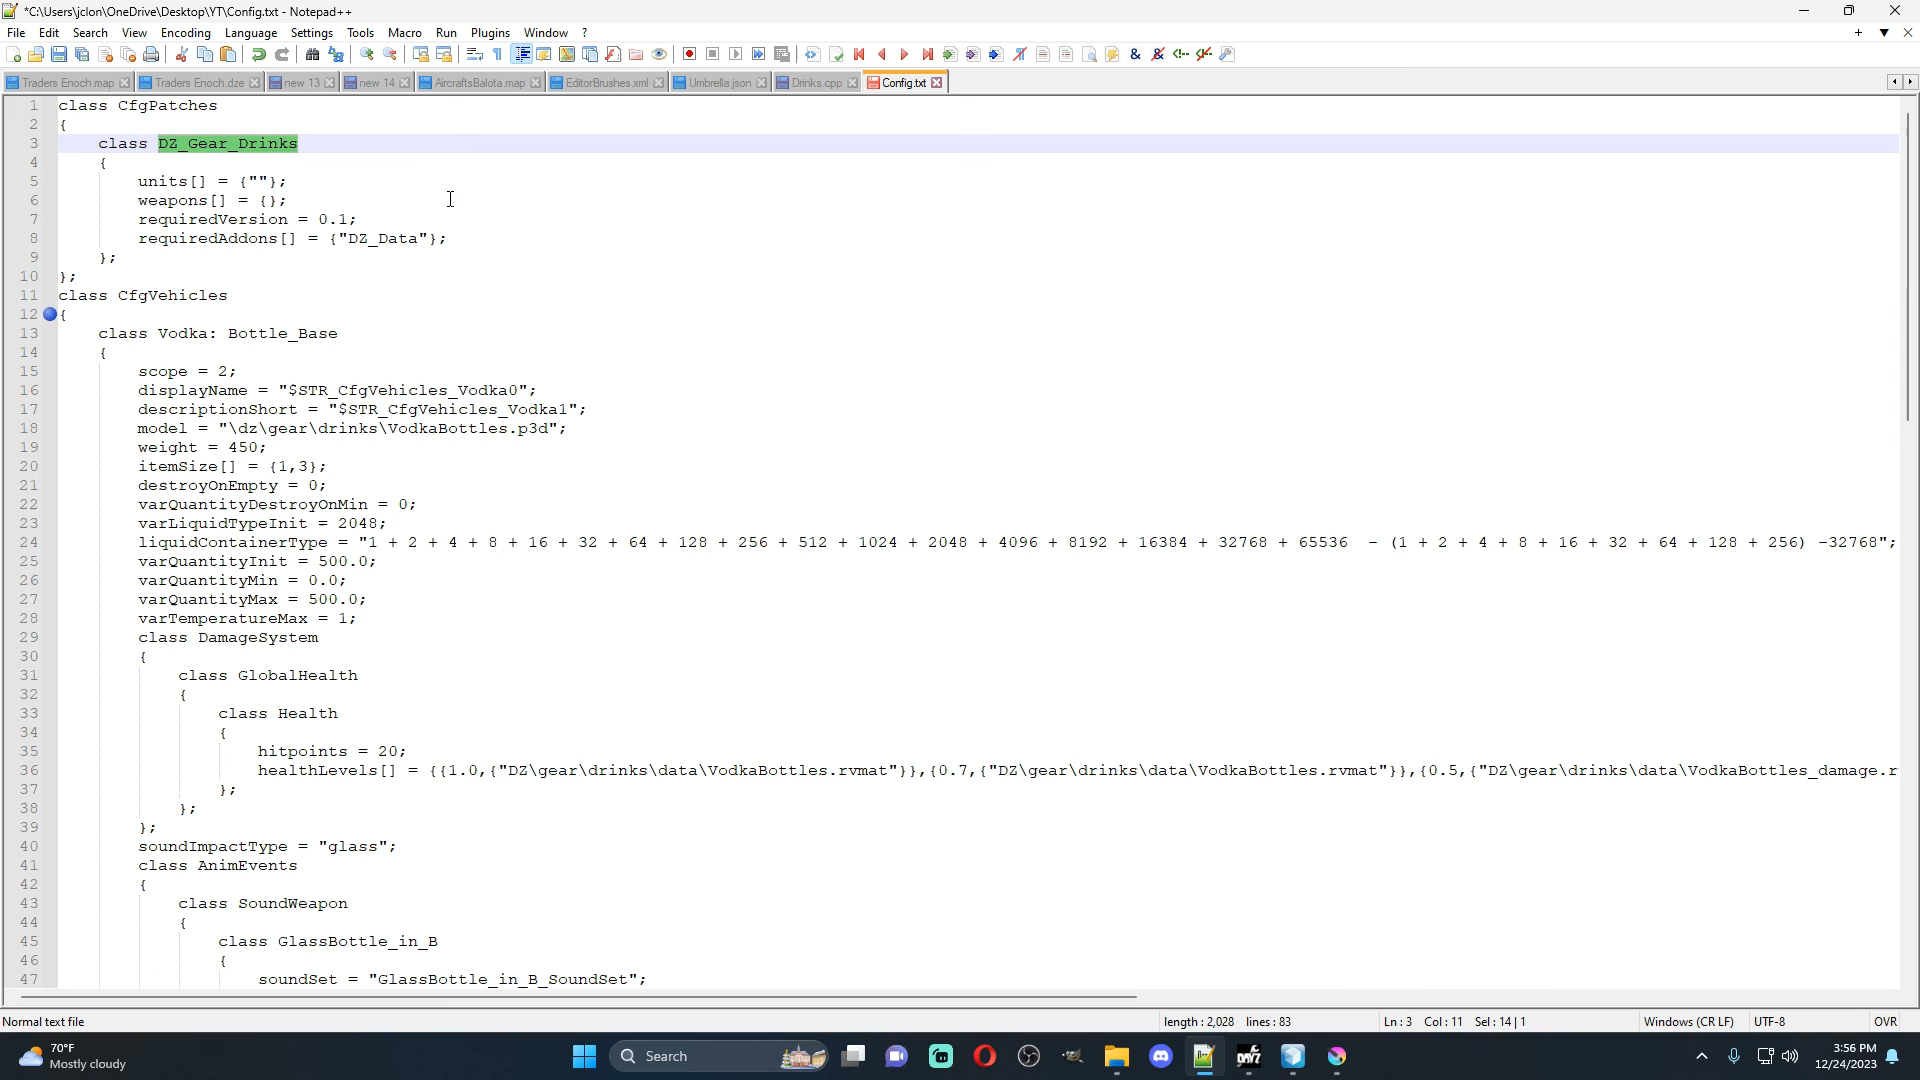 *C:\Users\jclon\OneDrive\Desktop\YT\Config.txt - Notepad++
File Edit Search View Encoding Language Settings Tools Macro Run Plugins Window ?
Traders Enoch.map Traders Enoch.dze new 13 new 14 AircraftsBalota.map EditorBrushes.xml Umbrella.json Drinks.cpp Config.txt
1 class CfgPatches
2 {
3 class DZ_Gear_Drinks
4 {
5 units[] = {""};
6 weapons[] = {};
7 requiredVersion = 0.1;
8 requiredAddons[] = {"DZ_Data"};
9 };
10 };
11 class CfgVehicles
12 {
13 class Vodka: Bottle_Base
14 {
15 scope = 2;
16 displayName = "$STR_CfgVehicles_Vodka0";
17 descriptionShort = "$STR_CfgVehicles_Vodka1";
18 model = "\dz\gear\drinks\VodkaBottles.p3d";
19 weight = 450;
20 itemSize[] = {1,3};
21 destroyOnEmpty = 0;
22 varQuantityDestroyOnMin = 0;
23 varLiquidTypeInit = 2048;
24 liquidContainerType = "1 + 2 + 4 + 8 + 16 + 32 + 64 + 128 + 256 + 512 + 1024 + 2048 + 4096 + 8192 + 16384 + 32768 + 65536  - (1 + 2 + 4 + 8 + 16 + 32 + 64 + 128 + 256) -32768";
25 varQuantityInit = 500.0;
26 varQuantityMin = 0.0;
27 varQuantityMax = 500.0;
28 varTemperatureMax = 1;
29 class DamageSystem
30 {
31 class GlobalHealth
32 {
33 class Health
34 {
35 hitpoints = 20;
36 healthLevels[] = {{1.0,{"DZ\gear\drinks\data\VodkaBottles.rvmat"}},{0.7,{"DZ\gear\drinks\data\VodkaBottles.rvmat"}},{0.5,{"DZ\gear\drinks\data\VodkaBottles_damage.r
37 };
38 };
39 };
40 soundImpactType = "glass";
41 class AnimEvents
42 {
43 class SoundWeapon
44 {
45 class GlassBottle_in_B
46 {
47 soundSet = "GlassBottle_in_B_SoundSet";
Normal text file length : 2,028 lines : 83 Ln : 3 Col : 11 Sel : 14 | 1 Windows (CR LF) UTF-8 OVR
70°F
Mostly cloudy
Search
DAYZ
3:56 PM
12/24/2023